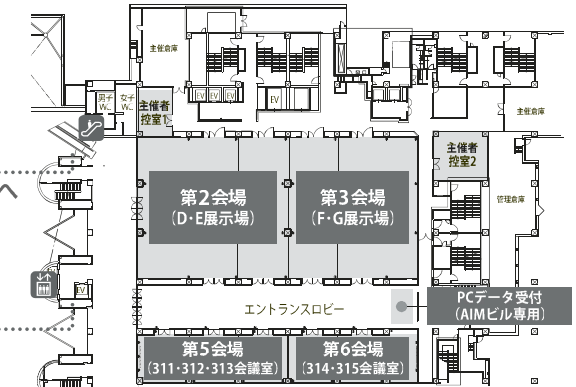 主催倉庫
男子
WC
女子
WC
主催者
控室1
EV
EV
EV
EV
主催倉庫
主催者
控室2
管理倉庫
第2会場
(D・E展示場)
第3会場
(F・G展示場)
EV
エントランスロビー
PCデータ受付
(AIMビル専用)
第5会場
(311・312・313会議室)
第6会場
(314・315会議室)
へ